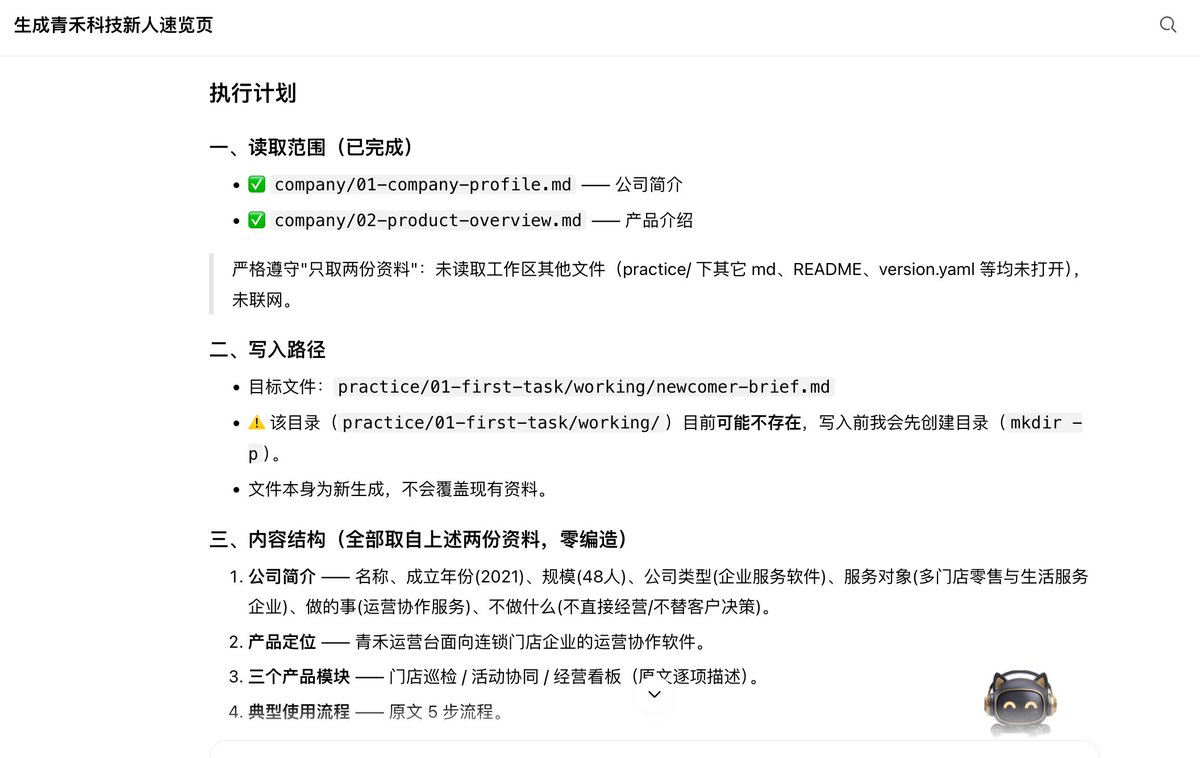 生成青禾科技新人速览页
执行计划
一、读取范围（已完成）
• ✅ company/01-company-profile.md —— 公司简介
• ✅ company/02-product-overview.md —— 产品介绍
严格遵守"只取两份资料"：未读取工作区其他文件（practice/ 下其它 md、README、version.yaml 等均未打开），
未联网。
二、写入路径
• 目标文件： practice/01-first-task/working/newcomer-brief.md
• ⚠️ 该目录（practice/01-first-task/working/）目前可能不存在，写入前我会先创建目录（mkdir -
p）。
• 文件本身为新生成，不会覆盖现有资料。
三、内容结构（全部取自上述两份资料，零编造）
1. 公司简介 —— 名称、成立年份(2021)、规模(48人)、公司类型(企业服务软件)、服务对象(多门店零售与生活服务
企业)、做的事(运营协作服务)、不做什么(不直接经营/不替客户决策)。
2. 产品定位 —— 青禾运营台面向连锁门店企业的运营协作软件。
3. 三个产品模块 —— 门店巡检 / 活动协同 / 经营看板（原文逐项描述）。
4. 典型使用流程 —— 原文 5 步流程。